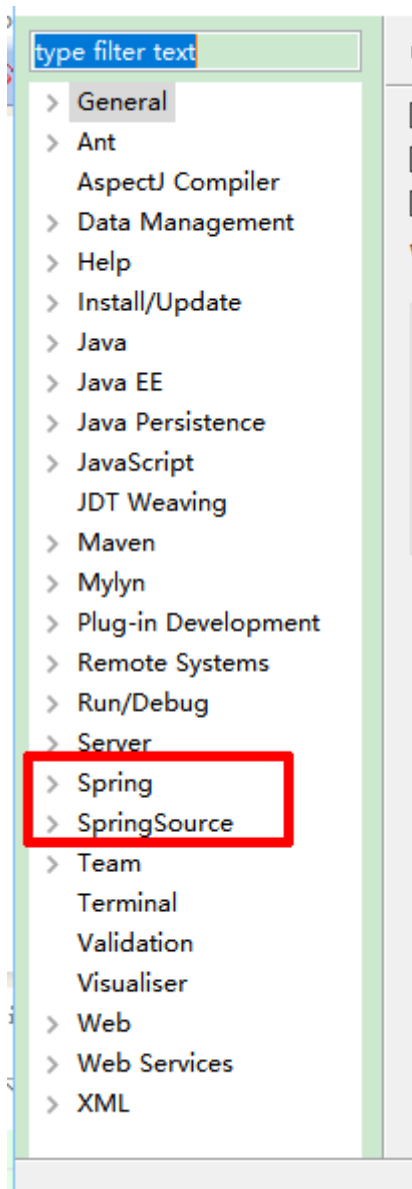 type filter text
General
Ant
AspectJ Compiler
Data Management
Help
Install/Update
Java
Java EE
Java Persistence
JavaScript
JDT Weaving
Maven
Mylyn
Plug-in Development
Remote Systems
Run/Debug
Server
Spring
SpringSource
Team
Terminal
Validation
Visualiser
Web
Web Services
XML